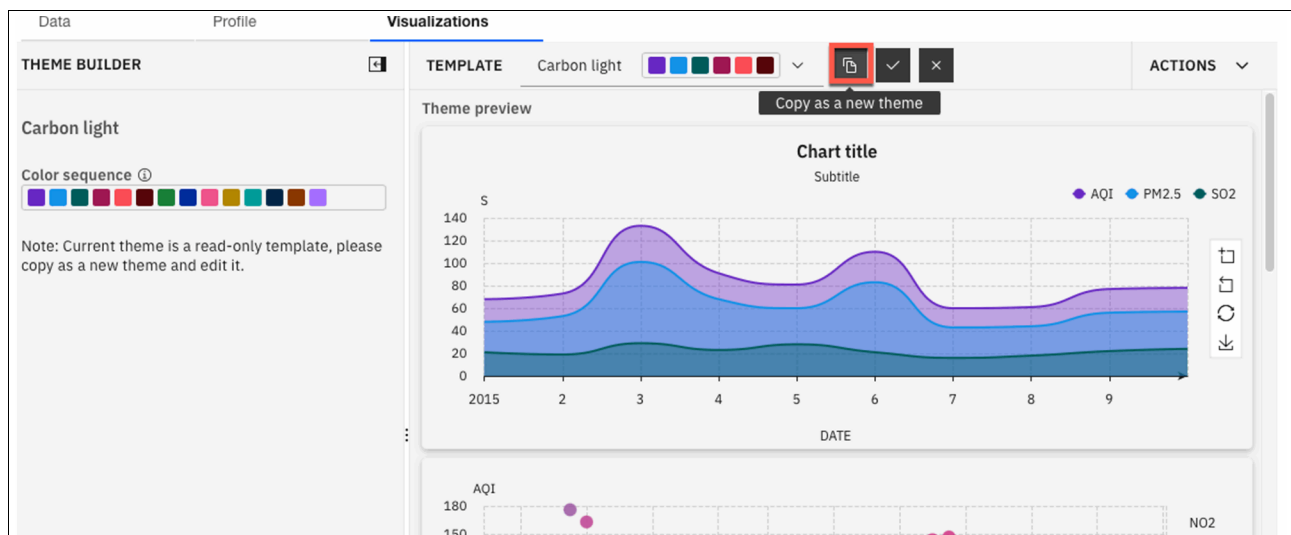 Data Profile Visualizations
THEME BUILDER
TEMPLATE Carbon light
ACTIONS
Copy as a new theme
Carbon light
Color sequence
Note: Current theme is a read-only template, please
copy as a new theme and edit it.
Theme preview
Chart title
Subtitle
AQI PM2.5 SO2
S
140
120
100
80
60
40
20
0
2015 2 3 4 5 6 7 8 9
DATE
AQI
180
150
NO2